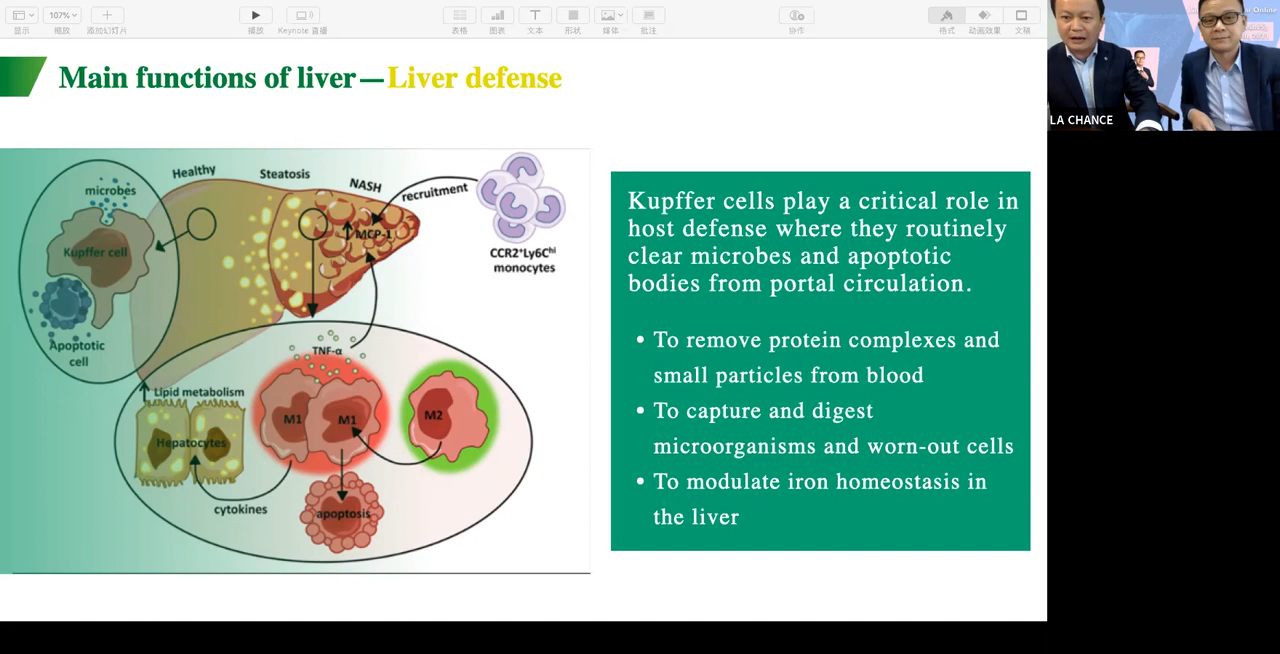 107%
显示
缩放
添加幻灯片
播放
Keynote 直播
表格
图表
文本
形状
媒体
批注
协作
格式
动画效果
文稿
Online
LA CHANCE
Main functions of liver—Liver defense
microbes
Healthy
Steatosis
NASH
recruitment
Kupffer cell
MCP-1
CCR2⁺Ly6Cʰⁱ
monocytes
Apoptotic
cell
TNF-α
Lipid metabolism
M1
M1
M2
Hepatocytes
cytokines
apoptosis
Kupffer cells play a critical role in
host defense where they routinely
clear microbes and apoptotic
bodies from portal circulation.
• To remove protein complexes and
small particles from blood
• To capture and digest
microorganisms and worn-out cells
• To modulate iron homeostasis in
the liver